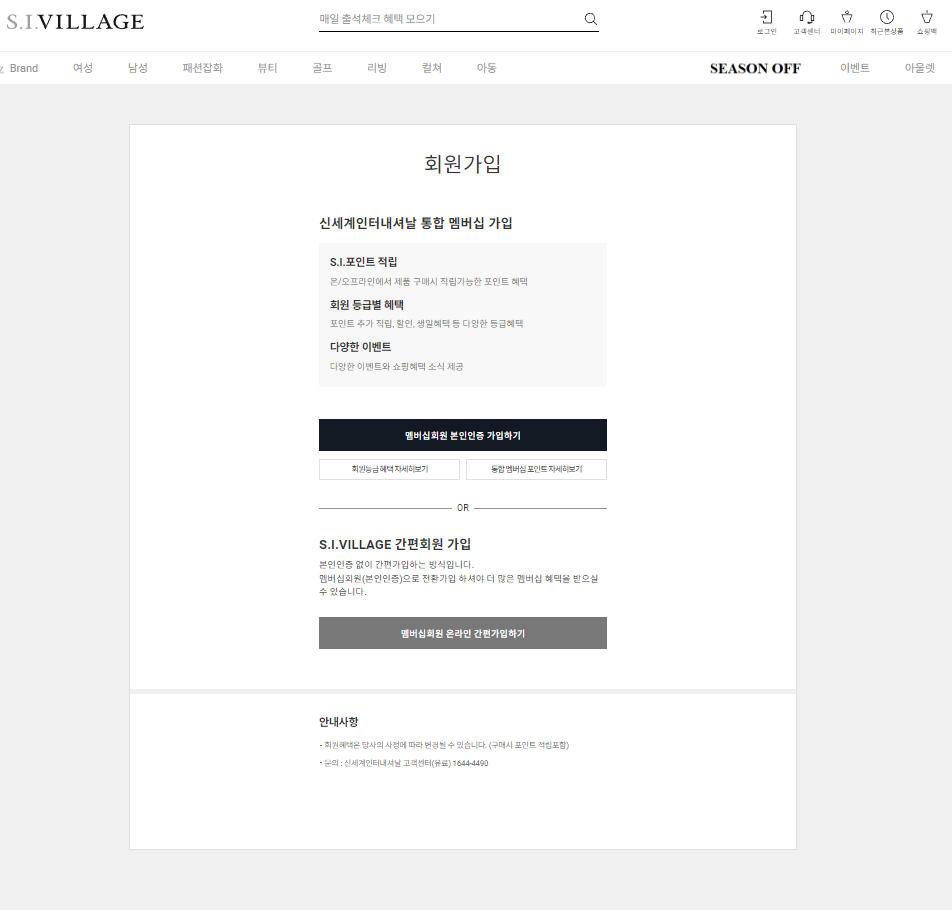 S.I.VILLAGE
매일 출석체크 혜택 모으기
로그인 고객센터 마이페이지 최근본상품 쇼핑백
Brand 여성 남성 패션잡화 뷰티 골프 리빙 컬쳐 아동 SEASON OFF 이벤트 아울렛
회원가입
신세계인터내셔날 통합 멤버십 가입
S.I.포인트 적립
온/오프라인에서 제품 구매시 적립가능한 포인트 혜택
회원 등급별 혜택
포인트 추가 적립, 할인, 생일혜택 등 다양한 등급혜택
다양한 이벤트
다양한 이벤트와 쇼핑혜택 소식 제공
멤버십회원 본인인증 가입하기
회원등급 혜택 자세히보기 통합 멤버십 포인트 자세히보기
OR
S.I.VILLAGE 간편회원 가입
본인인증 없이 간편가입하는 방식입니다.
멤버십회원(본인인증)으로 전환가입 하셔야 더 많은 멤버십 혜택을 받으실
수 있습니다.
멤버십회원 온라인 간편가입하기
안내사항
- 회원혜택은 당사의 사정에 따라 변경될 수 있습니다. (구매시 포인트 적립포함)
- 문의 : 신세계인터내셔날 고객센터(유료) 1644-4490